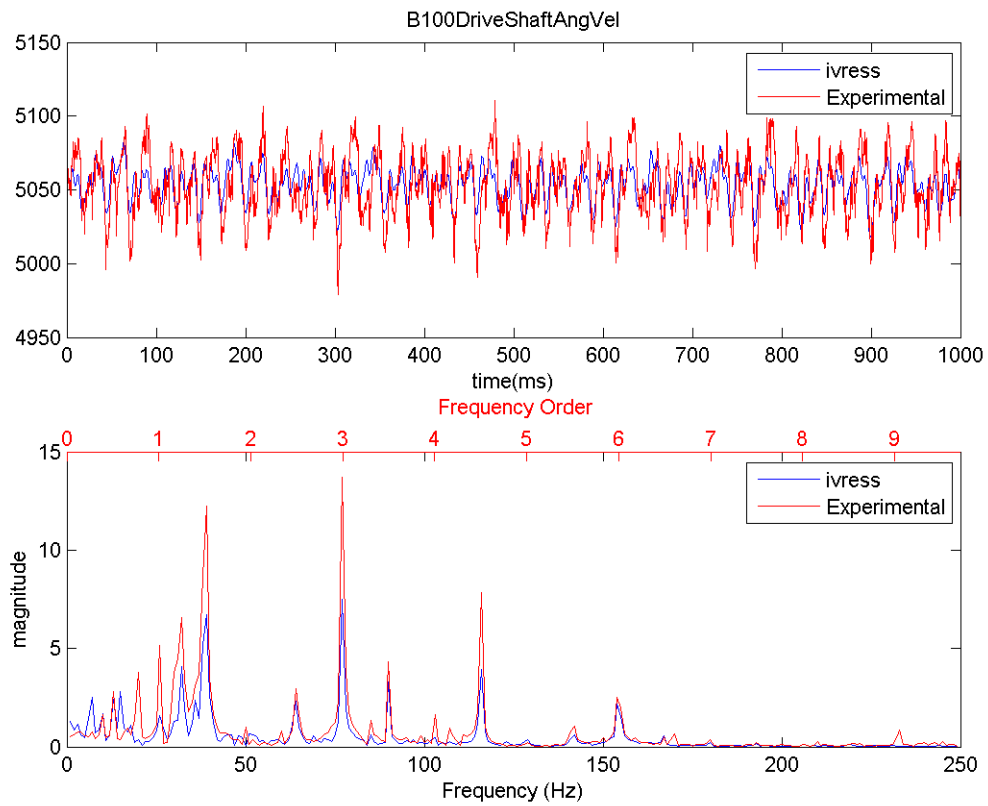 B100DriveShaftAngVel
5150
5100
5050
5000
4950
ivress
Experimental
0 100 200 300 400 500 600 700 800 900 1000
time(ms)
Frequency Order
0 1 2 3 4 5 6 7 8 9
15
10
5
0
magnitude
ivress
Experimental
0 50 100 150 200 250
Frequency (Hz)